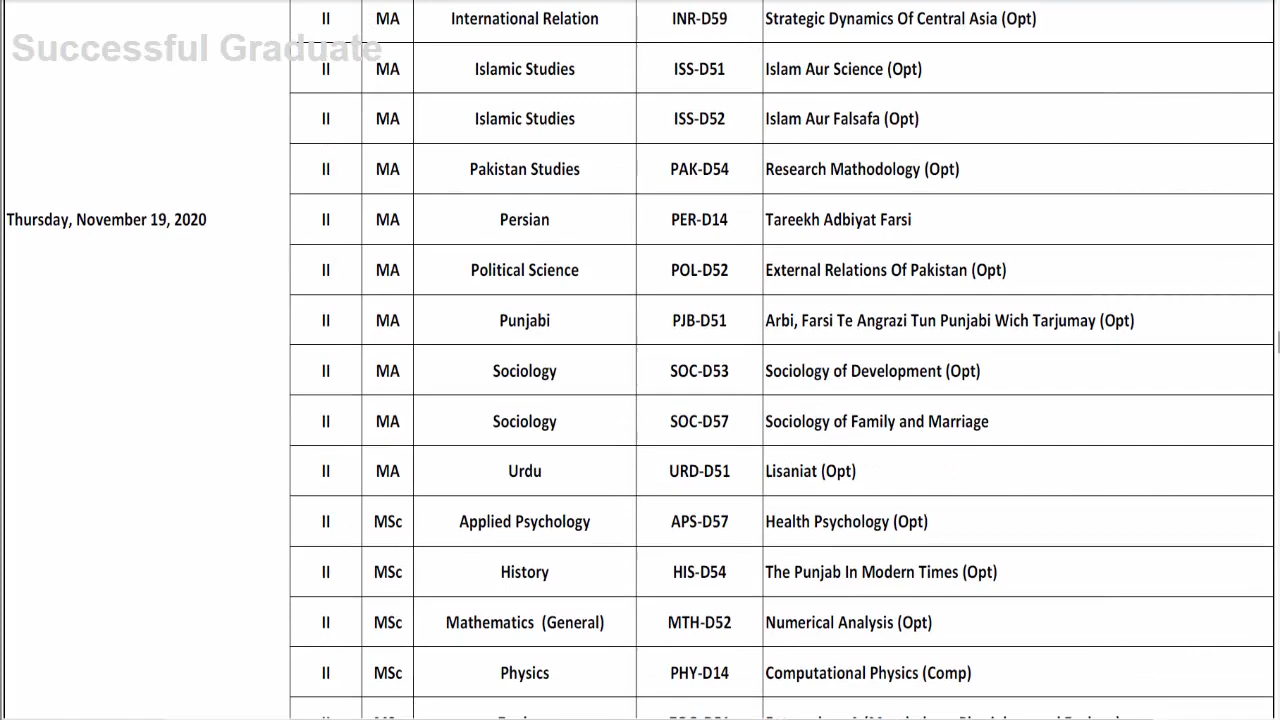 II MA International Relation INR-D59 Strategic Dynamics Of Central Asia (Opt)
Successful Graduate
II MA Islamic Studies ISS-D51 Islam Aur Science (Opt)
II MA Islamic Studies ISS-D52 Islam Aur Falsafa (Opt)
II MA Pakistan Studies PAK-D54 Research Mathodology (Opt)
Thursday, November 19, 2020 II MA Persian PER-D14 Tareekh Adbiyat Farsi
II MA Political Science POL-D52 External Relations Of Pakistan (Opt)
II MA Punjabi PJB-D51 Arbi, Farsi Te Angrazi Tun Punjabi Wich Tarjumay (Opt)
II MA Sociology SOC-D53 Sociology of Development (Opt)
II MA Sociology SOC-D57 Sociology of Family and Marriage
II MA Urdu URD-D51 Lisaniat (Opt)
II MSc Applied Psychology APS-D57 Health Psychology (Opt)
II MSc History HIS-D54 The Punjab In Modern Times (Opt)
II MSc Mathematics (General) MTH-D52 Numerical Analysis (Opt)
II MSc Physics PHY-D14 Computational Physics (Comp)